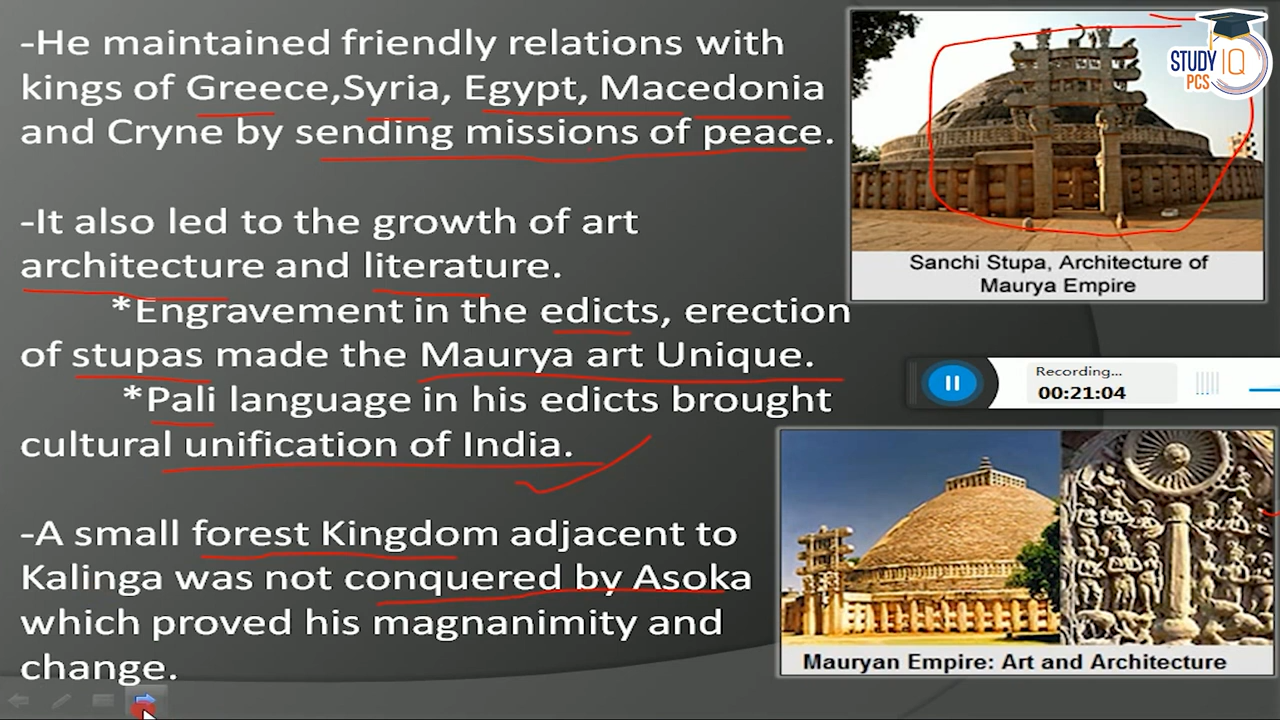 -He maintained friendly relations with
kings of Greece,Syria, Egypt, Macedonia
and Cryne by sending missions of peace.
-It also led to the growth of art
architecture and literature.
*Engravement in the edicts, erection
of stupas made the Maurya art Unique.
*Pali language in his edicts brought
cultural unification of India.
-A small forest Kingdom adjacent to
Kalinga was not conquered by Asoka
which proved his magnanimity and
change.
STUDY IQ
PCS
Sanchi Stupa, Architecture of
Maurya Empire
Recording...
00:21:04
Mauryan Empire: Art and Architecture